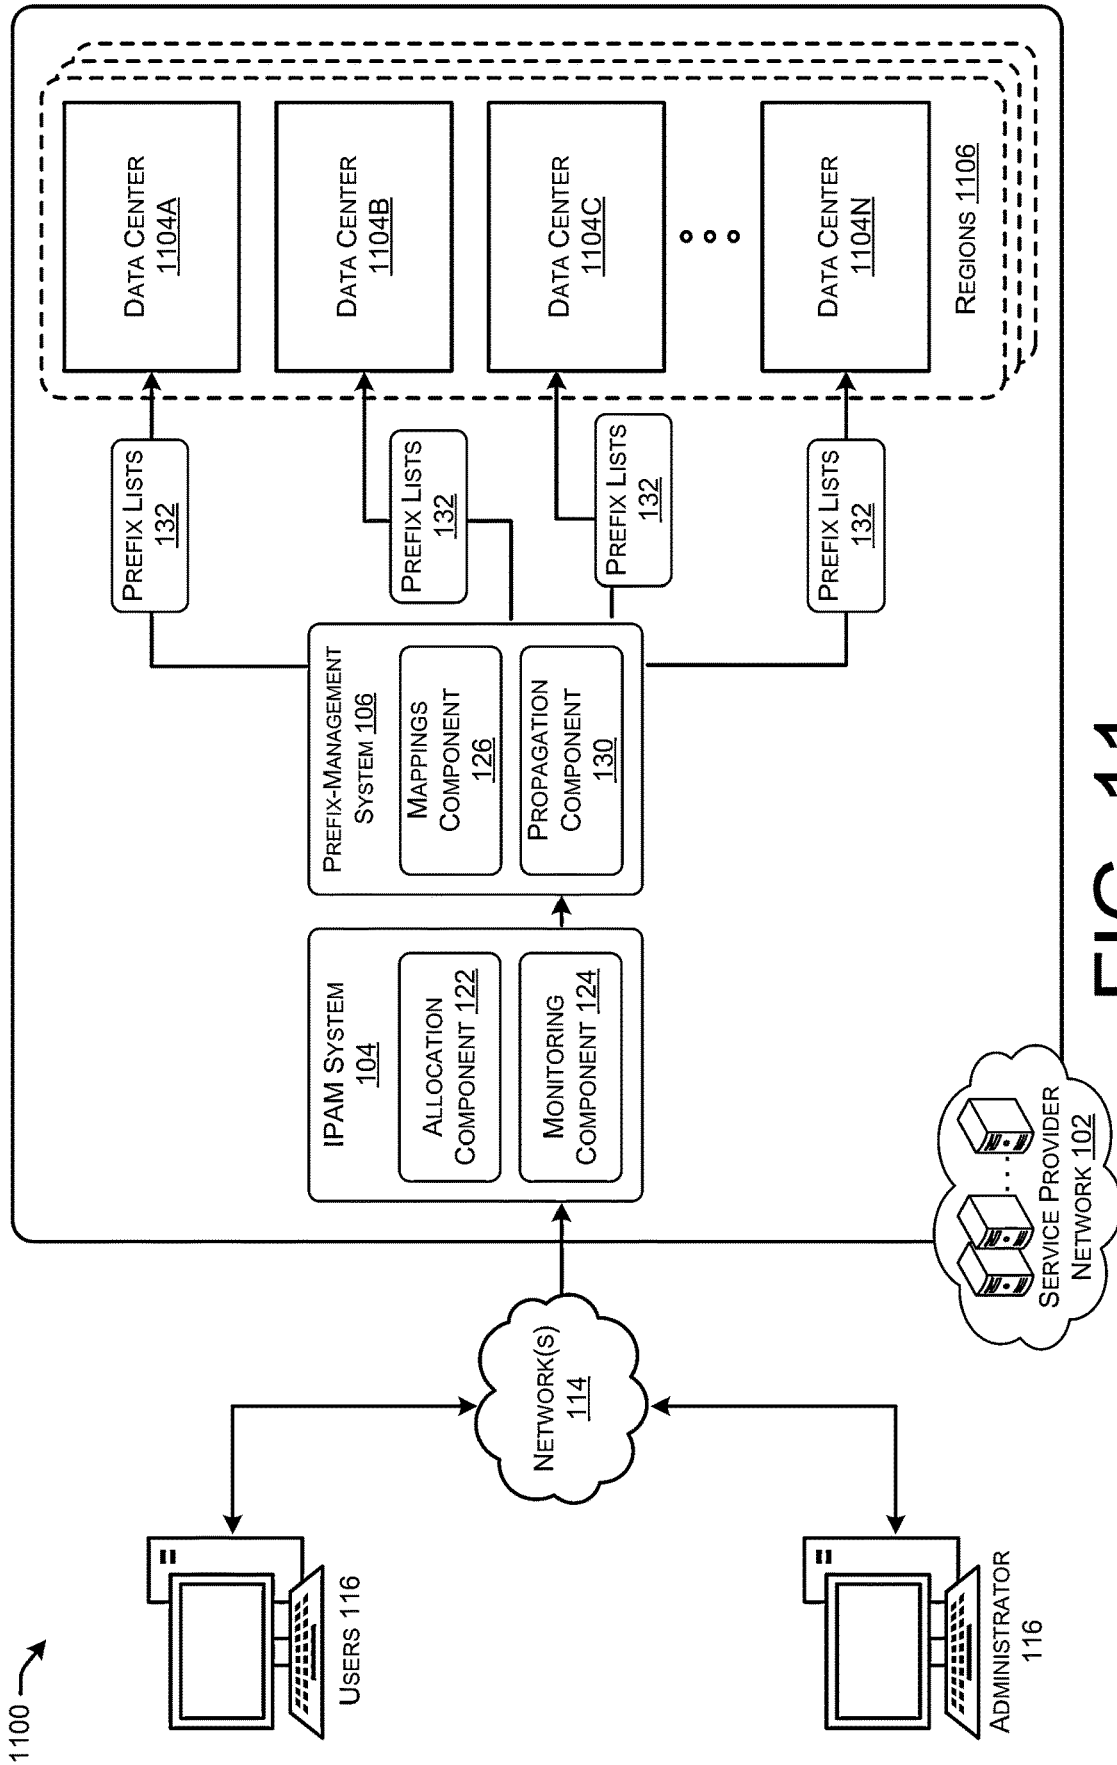 1100
USERS 116
ADMINISTRATOR
116
NETWORK(S)
114
SERVICE PROVIDER
NETWORK 102
IPAM SYSTEM
104
ALLOCATION
COMPONENT 122
MONITORING
COMPONENT 124
PREFIX-MANAGEMENT
SYSTEM 106
MAPPINGS
COMPONENT
126
PROPAGATION
COMPONENT
130
PREFIX LISTS
132
PREFIX LISTS
132
PREFIX LISTS
132
PREFIX LISTS
132
DATA CENTER
1104A
DATA CENTER
1104B
DATA CENTER
1104C
DATA CENTER
1104N
REGIONS 1106
FIG. 11